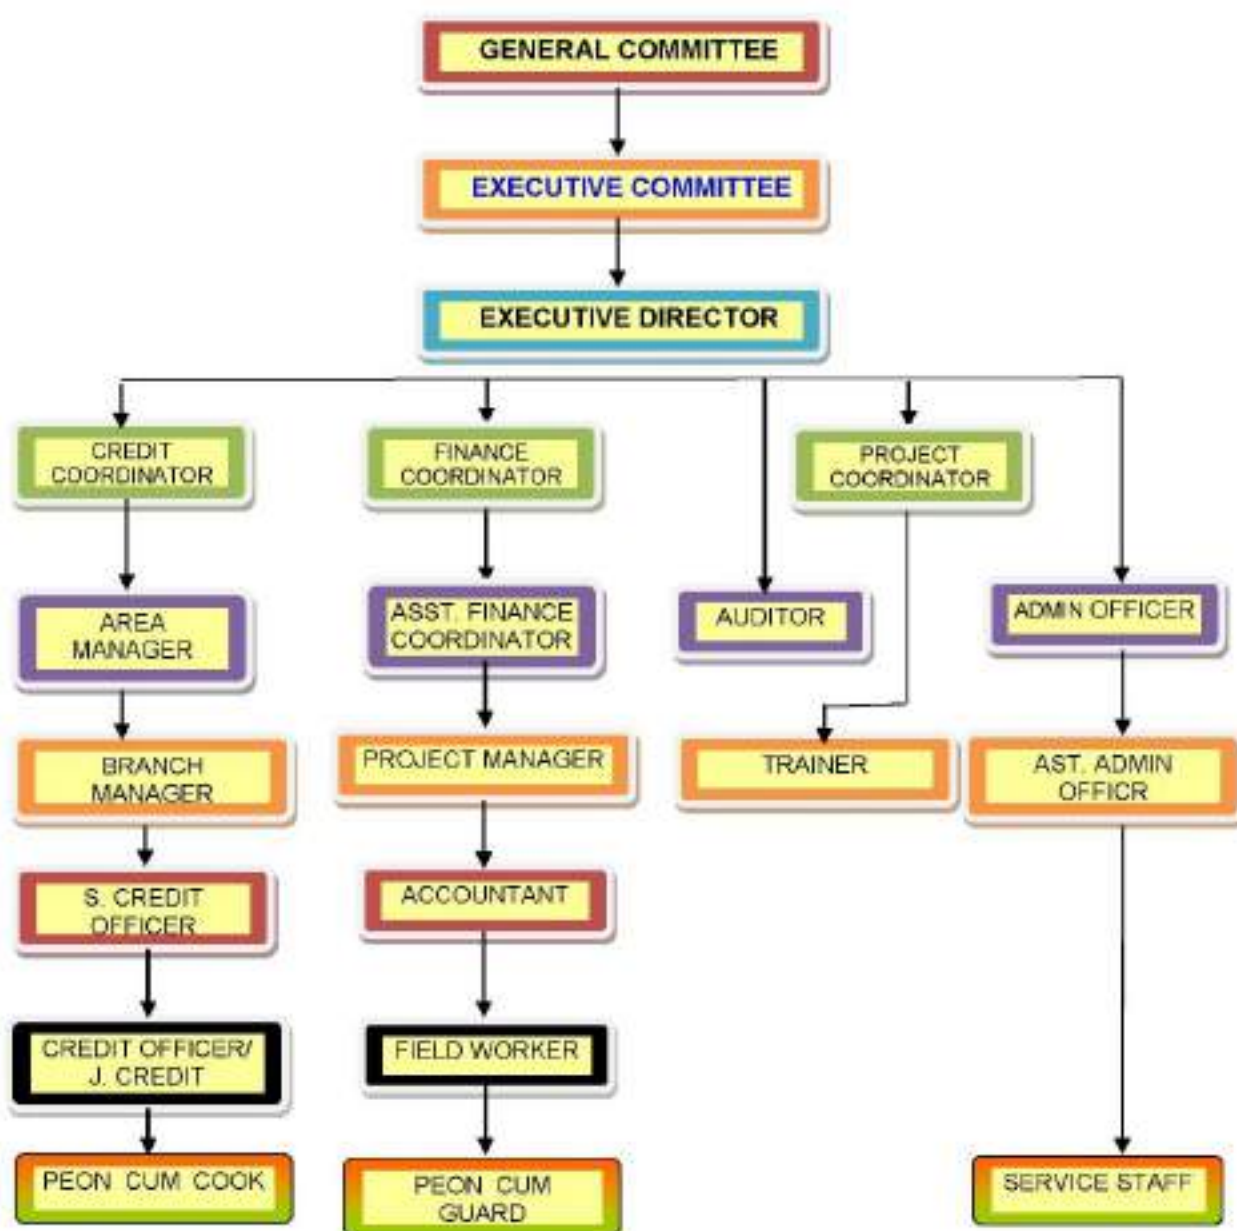 GENERAL COMMITTEE
EXECUTIVE COMMITTEE
EXECUTIVE DIRECTOR
CREDIT
COORDINATOR
FINANCE
COORDINATOR
PROJECT
COORDINATOR
AREA
MANAGER
ASST. FINANCE
COORDINATOR
AUDITOR
ADMIN OFFICER
BRANCH
MANAGER
PROJECT MANAGER
TRAINER
AST. ADMIN
OFFICR
S. CREDIT
OFFICER
ACCOUNTANT
CREDIT OFFICER/
J. CREDIT
FIELD WORKER
PEON CUM COOK
PEON CUM
GUARD
SERVICE STAFF